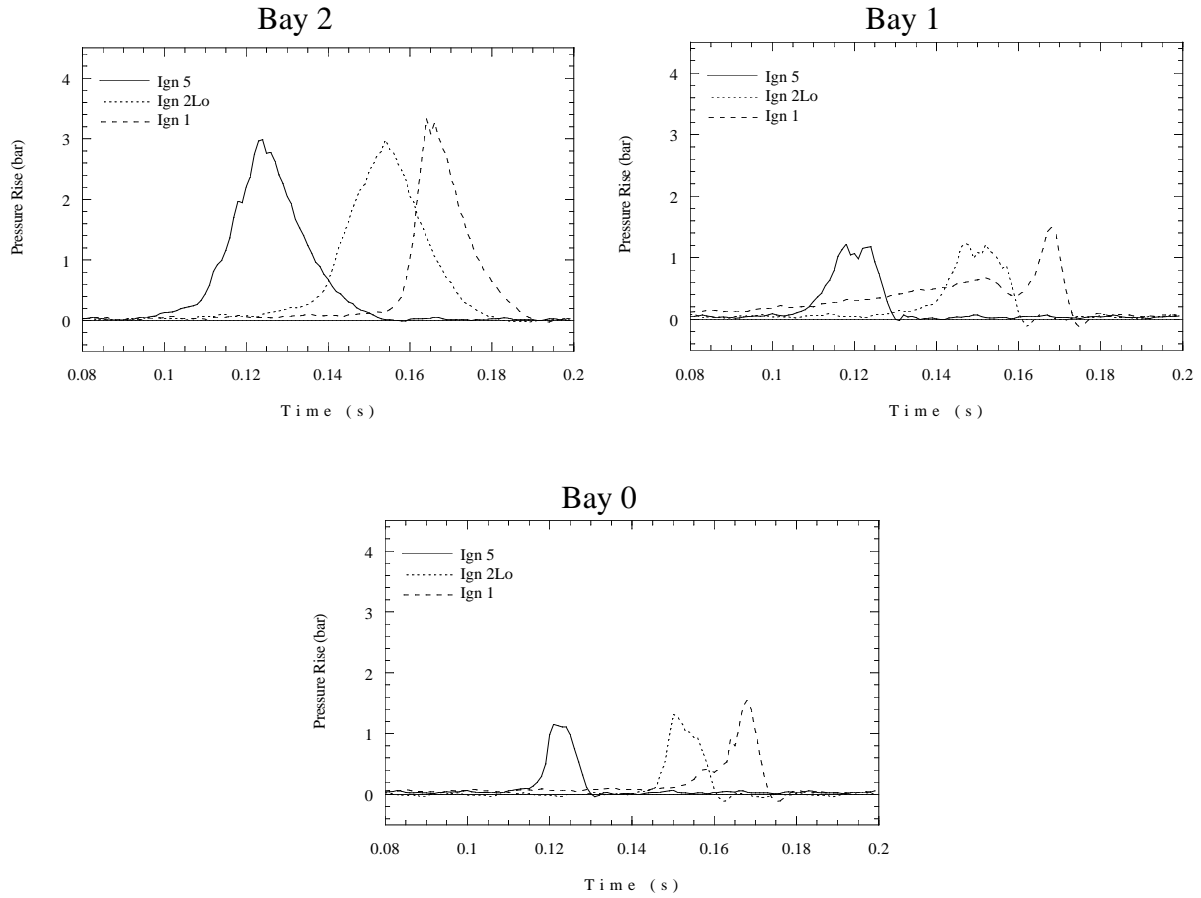 Bay 2
4
3
2
1
0
Pressure Rise (bar)
Ign 5
Ign 2Lo
Ign 1
0.08 0.1 0.12 0.14 0.16 0.18 0.2
Time (s)
Bay 1
4
3
2
1
0
Pressure Rise (bar)
Ign 5
Ign 2Lo
Ign 1
0.08 0.1 0.12 0.14 0.16 0.18 0.2
Time (s)
Bay 0
4
3
2
1
0
Pressure Rise (bar)
Ign 5
Ign 2Lo
Ign 1
0.08 0.1 0.12 0.14 0.16 0.18 0.2
Time (s)